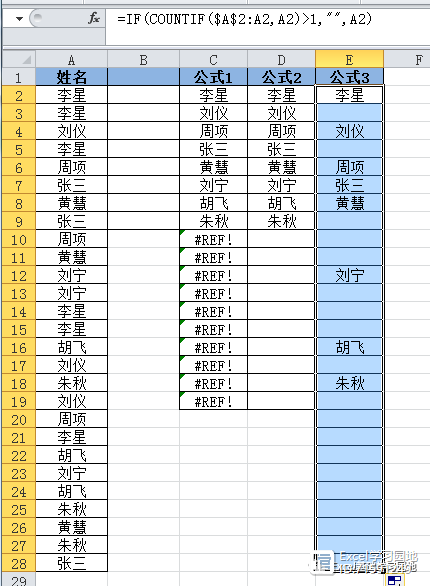 fx =IF(COUNTIF($A$2:A2,A2)>1,"",A2)
A B C D E F
1 姓名 公式1 公式2 公式3
2 李星 李星 李星 李星
3 李星 刘仪 刘仪
4 刘仪 周项 周项 刘仪
5 李星 张三 张三
6 周项 黄慧 黄慧 周项
7 张三 刘宁 刘宁 张三
8 黄慧 胡飞 胡飞 黄慧
9 张三 朱秋 朱秋
10 周项 #REF!
11 黄慧 #REF!
12 刘宁 #REF! 刘宁
13 刘宁 #REF!
14 李星 #REF!
15 李星 #REF!
16 胡飞 #REF! 胡飞
17 刘仪 #REF!
18 朱秋 #REF! 朱秋
19 刘仪 #REF!
20 周项
21 李星
22 胡飞
23 刘宁
24 胡飞
25 朱秋
26 黄慧
27 朱秋
28 张三
29
Excel学习园地